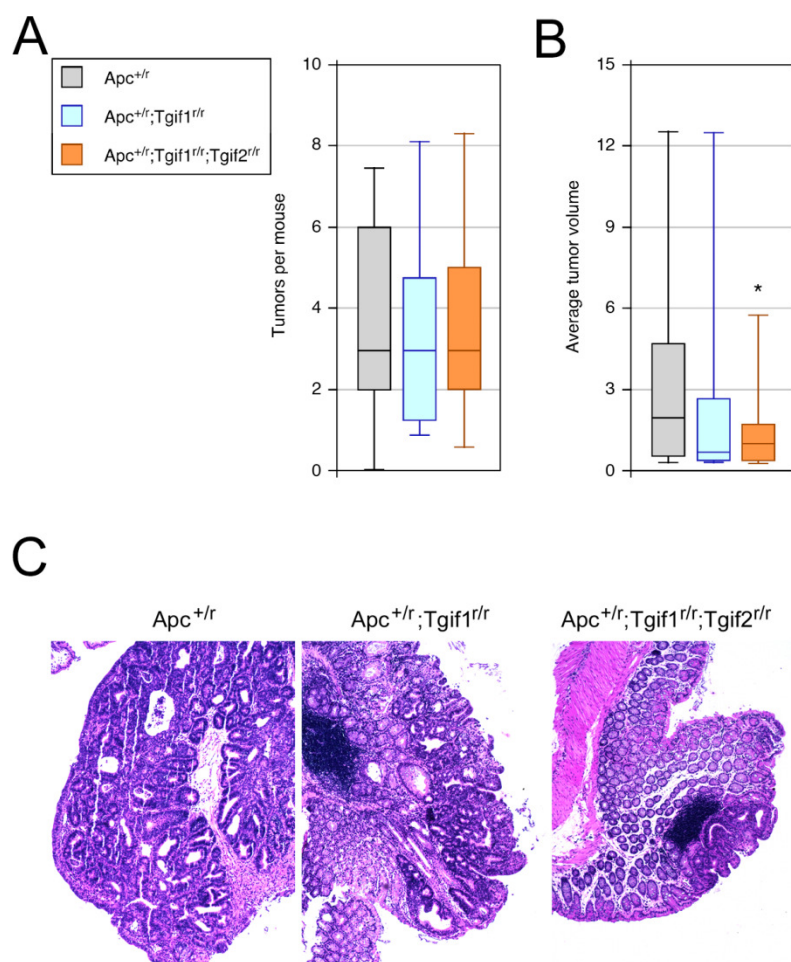 A
Apc+/r
Apc+/r;Tgif1r/r
Apc+/r;Tgif1r/r;Tgif2r/r
Tumors per mouse
10
8
6
4
2
0
B
Average tumor volume
15
12
9
6
3
0
*
C
Apc+/r
Apc+/r;Tgif1r/r
Apc+/r;Tgif1r/r;Tgif2r/r